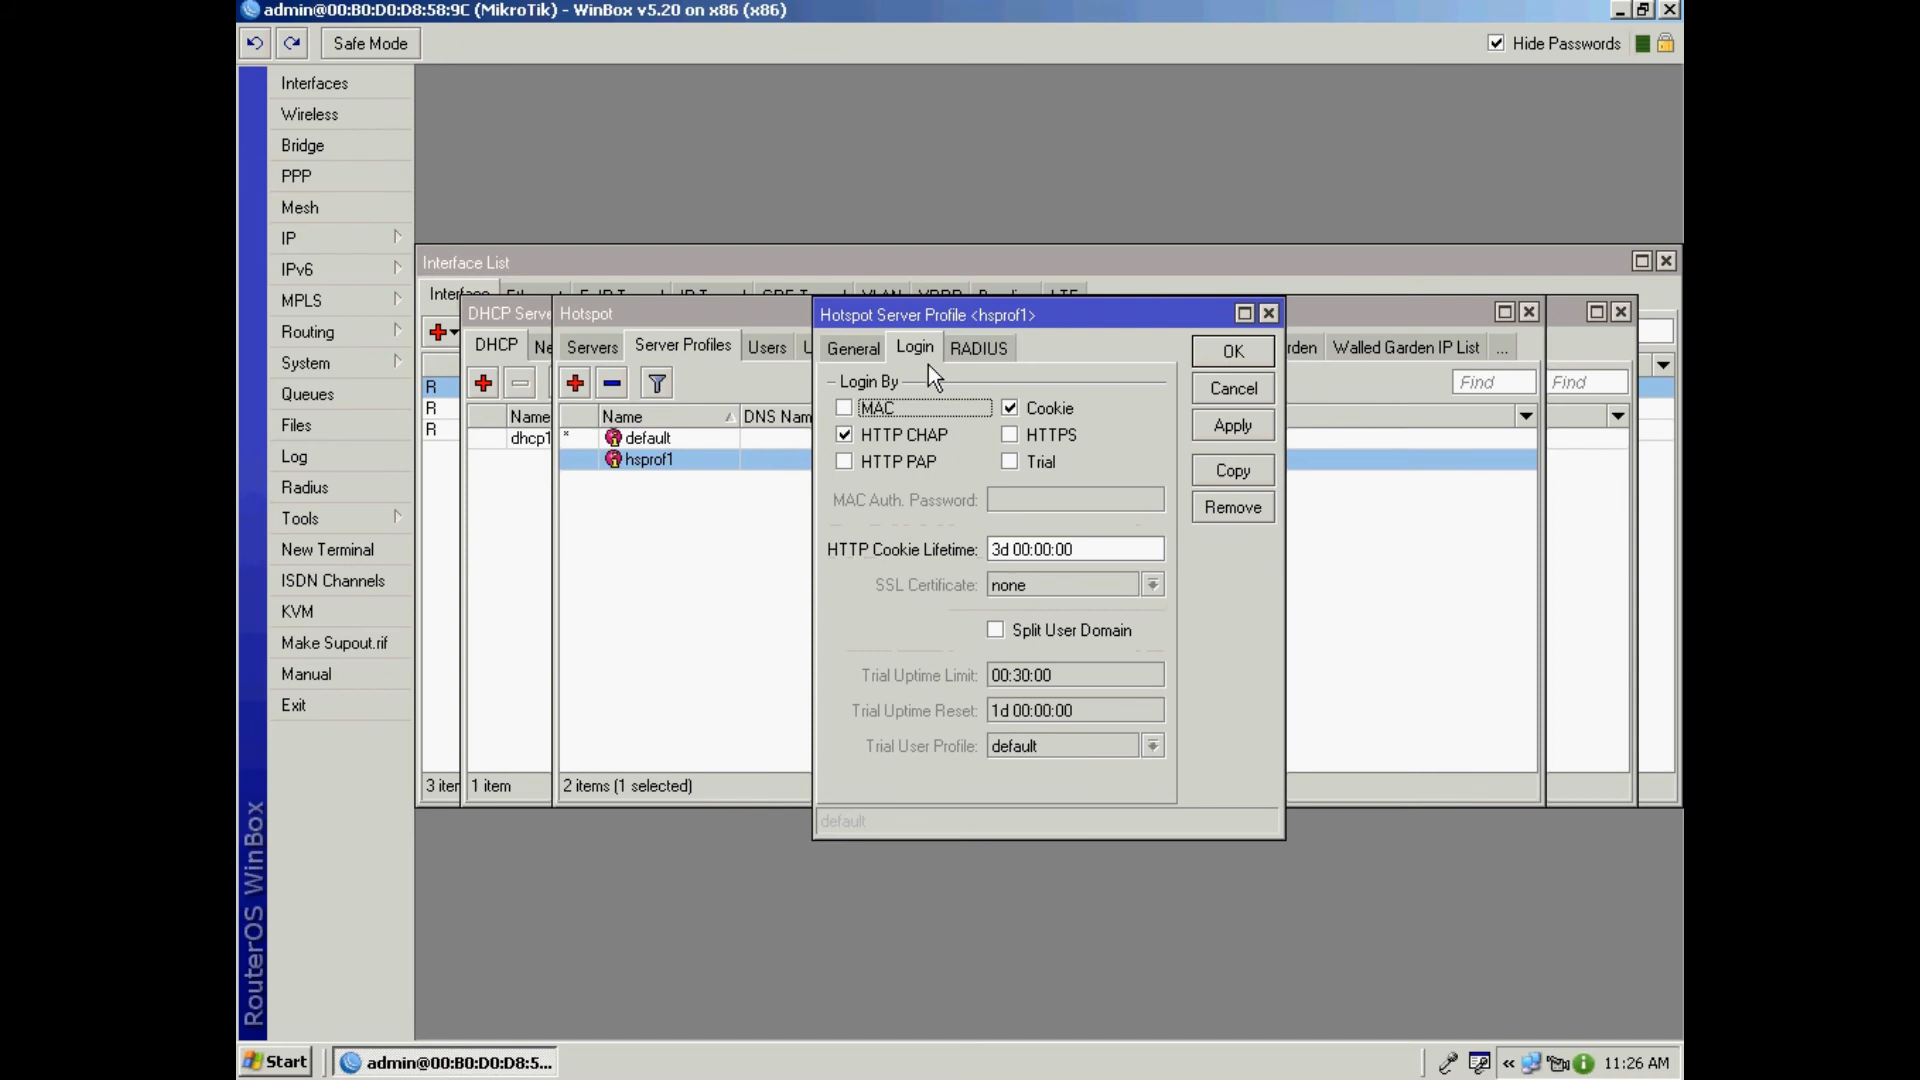 admin@00:B0:D0:D8:58:9C (MikroTik) - WinBox v5.20 on x86 (x86)
Safe Mode
Hide Passwords
Interfaces
Wireless
Bridge
PPP
Mesh
IP
IPv6
MPLS
Routing
System
Queues
Files
Log
Radius
Tools
New Terminal
ISDN Channels
KVM
Make Supout.rif
Manual
Exit
RouterOS WinBox
Interface List
Interface
R
R
R
3 iter
DHCP Serve
DHCP
Ne
Name
dhcp1
1 item
Hotspot
Servers
Server Profiles
Users
U
rden
Walled Garden IP List
...
Find
Find
Name
DNS Nam
* default
hsprof1
2 items (1 selected)
Hotspot Server Profile <hsprof1>
General
Login
RADIUS
Login By
MAC
Cookie
HTTP CHAP
HTTPS
HTTP PAP
Trial
MAC Auth. Password:
HTTP Cookie Lifetime: 3d 00:00:00
SSL Certificate: none
Split User Domain
Trial Uptime Limit: 00:30:00
Trial Uptime Reset: 1d 00:00:00
Trial User Profile: default
default
OK
Cancel
Apply
Copy
Remove
Start
admin@00:B0:D0:D8:5...
«
11:26 AM